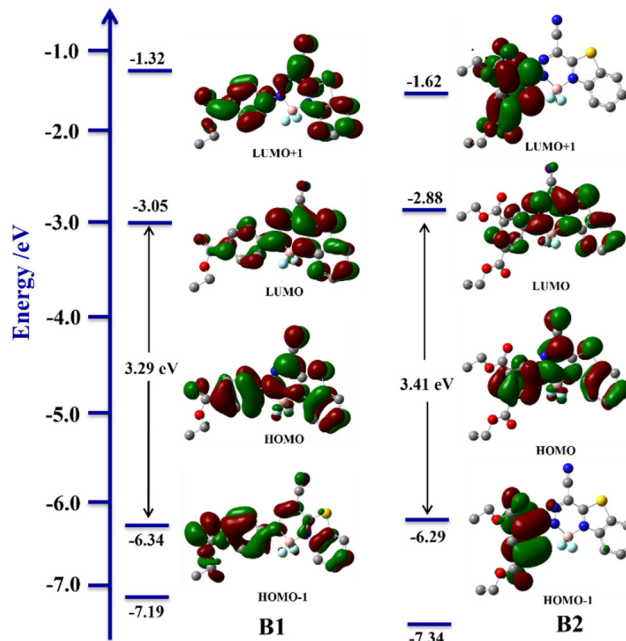 Energy /eV
-1.0
-2.0
-3.0
-4.0
-5.0
-6.0
-7.0
-1.32
LUMO+1
-3.05
LUMO
3.29 eV
HOMO
-6.34
HOMO-1
-7.19
B1
-1.62
LUMO+1
-2.88
LUMO
3.41 eV
HOMO
-6.29
HOMO-1
-7.34
B2